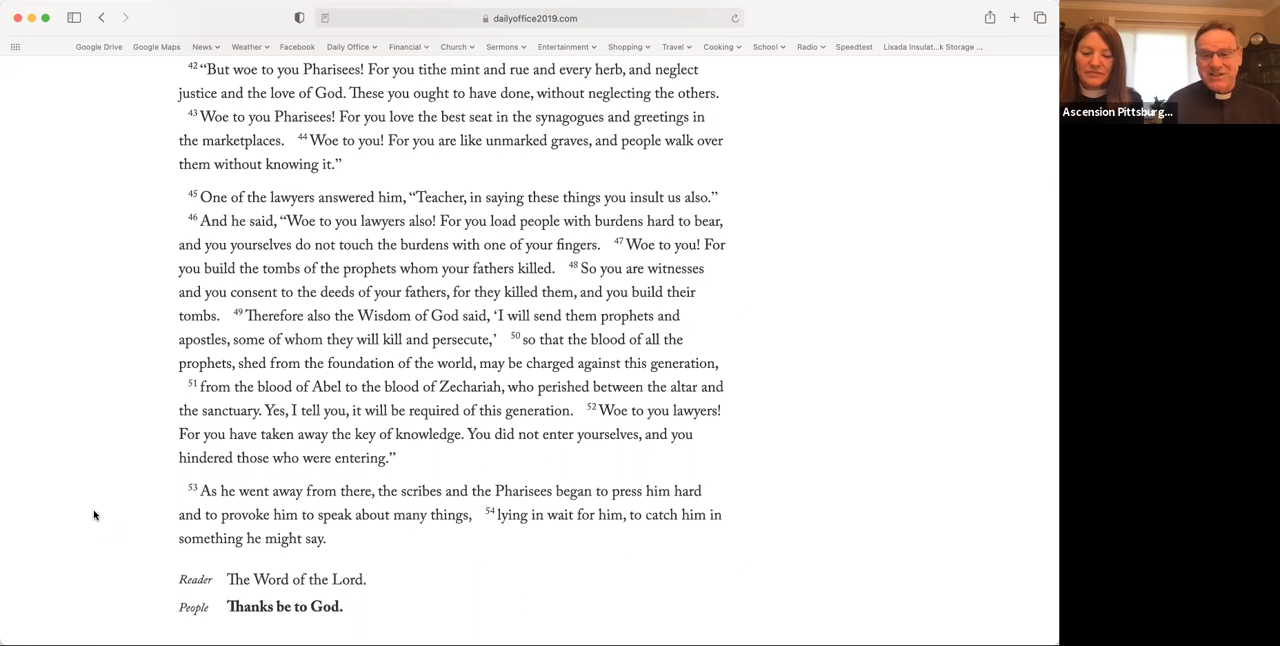 dailyoffice2019.com
Google Drive Google Maps News Weather Facebook Daily Office Financial Church Sermons Entertainment Shopping Travel Cooking School Radio Speedtest Lixada Insulat...k Storage ...
Ascension Pittsburg...
42 “But woe to you Pharisees! For you tithe mint and rue and every herb, and neglect
justice and the love of God. These you ought to have done, without neglecting the others.
43 Woe to you Pharisees! For you love the best seat in the synagogues and greetings in
the marketplaces. 44 Woe to you! For you are like unmarked graves, and people walk over
them without knowing it.”
45 One of the lawyers answered him, “Teacher, in saying these things you insult us also.”
46 And he said, “Woe to you lawyers also! For you load people with burdens hard to bear,
and you yourselves do not touch the burdens with one of your fingers. 47 Woe to you! For
you build the tombs of the prophets whom your fathers killed. 48 So you are witnesses
and you consent to the deeds of your fathers, for they killed them, and you build their
tombs. 49 Therefore also the Wisdom of God said, ‘I will send them prophets and
apostles, some of whom they will kill and persecute,’ 50 so that the blood of all the
prophets, shed from the foundation of the world, may be charged against this generation,
51 from the blood of Abel to the blood of Zechariah, who perished between the altar and
the sanctuary. Yes, I tell you, it will be required of this generation. 52 Woe to you lawyers!
For you have taken away the key of knowledge. You did not enter yourselves, and you
hindered those who were entering.”
53 As he went away from there, the scribes and the Pharisees began to press him hard
and to provoke him to speak about many things, 54 lying in wait for him, to catch him in
something he might say.
Reader The Word of the Lord.
People Thanks be to God.